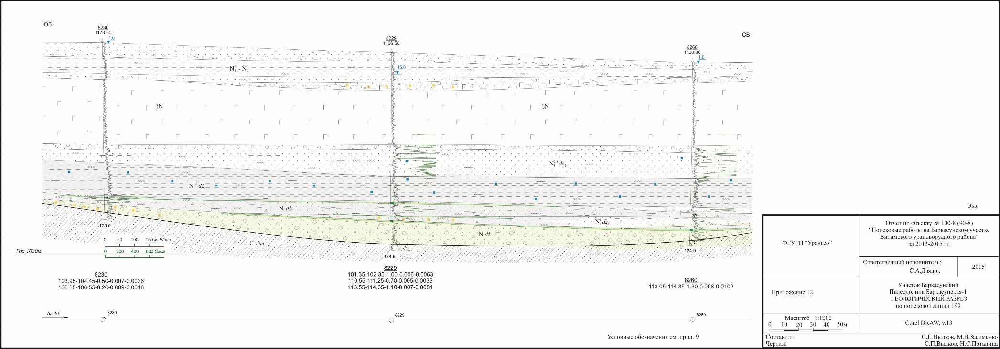 ЮЗ
8230
1173.30
1.0
8229
1166.50
15.0
СВ
8260
1160.00
1.0
βN
βN
120.0
0 50 100 150 мкР/час
0 200 400 600 Ом.м
Гор.1030м
134.5
124.0
8230
103.95-104.45-0.50-0.007-0.0036
106.35-106.55-0.20-0.009-0.0018
8229
101.35-102.35-1.00-0.006-0.0063
110.55-111.25-0.70-0.005-0.0035
113.55-114.65-1.10-0.007-0.0081
8260
113.05-114.35-1.30-0.008-0.0102
Аз.46°
8230
8229
8260
Условные обозначения см. прил. 9
Экз.
ФГУГП “Урангео”
Отчет по объекту № 100-8 (90-8)
“Поисковые работы на Баркасунском участке
Витимского урановорудного района”
за 2013-2015 гг.
Ответственный исполнитель:
С.А.Дзядок
2015
Приложение 12
Участок Баркасунский
Палеодолина Баркасунская-1
ГЕОЛОГИЧЕСКИЙ РАЗРЕЗ
по поисковой линии 199
Масштаб 1:1000
0 10 20 30 40 50м
Corel DRAW, v.13
Составил: С.П.Вылков, М.В.Засименко
Чертил: С.П.Вылков, Н.С.Потанина